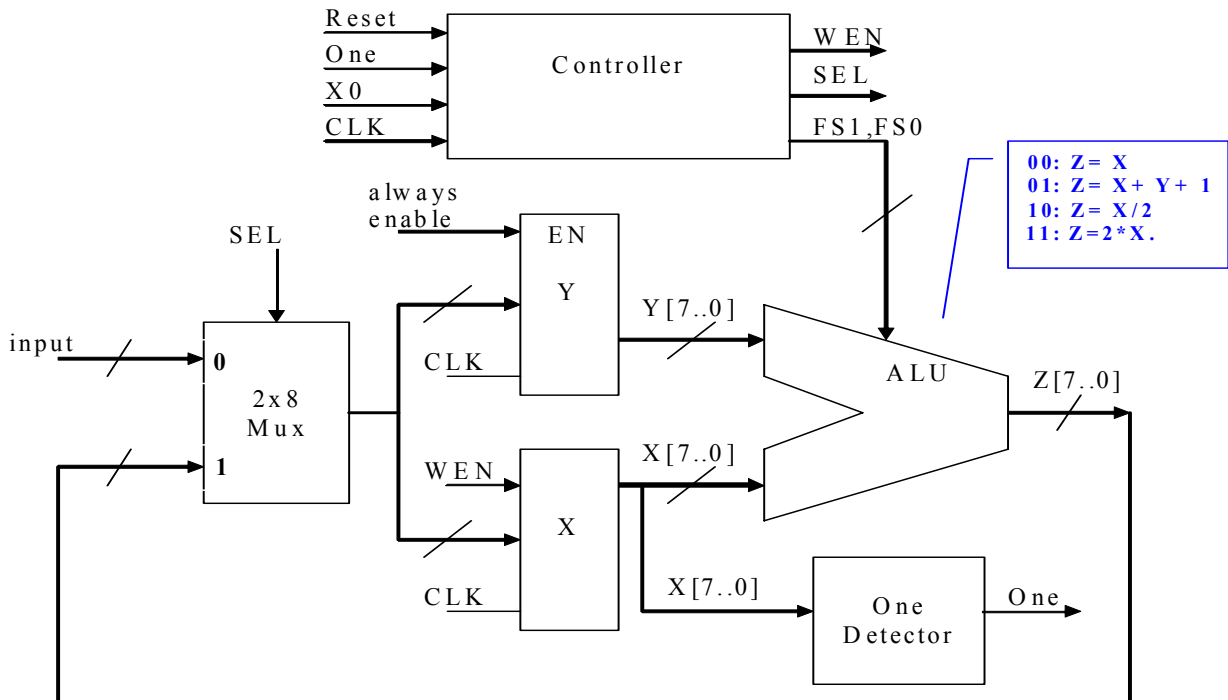 Reset
One
X0
CLK
Controller
WEN
SEL
FS1,FS0
00: Z= X
01: Z= X+ Y+ 1
10: Z= X/2
11: Z=2*X.
always
enable
SEL
EN
Y
CLK
Y[7..0]
input
0
2x8
Mux
1
ALU
Z[7..0]
WEN
X
CLK
X[7..0]
X[7..0]
One
Detector
One